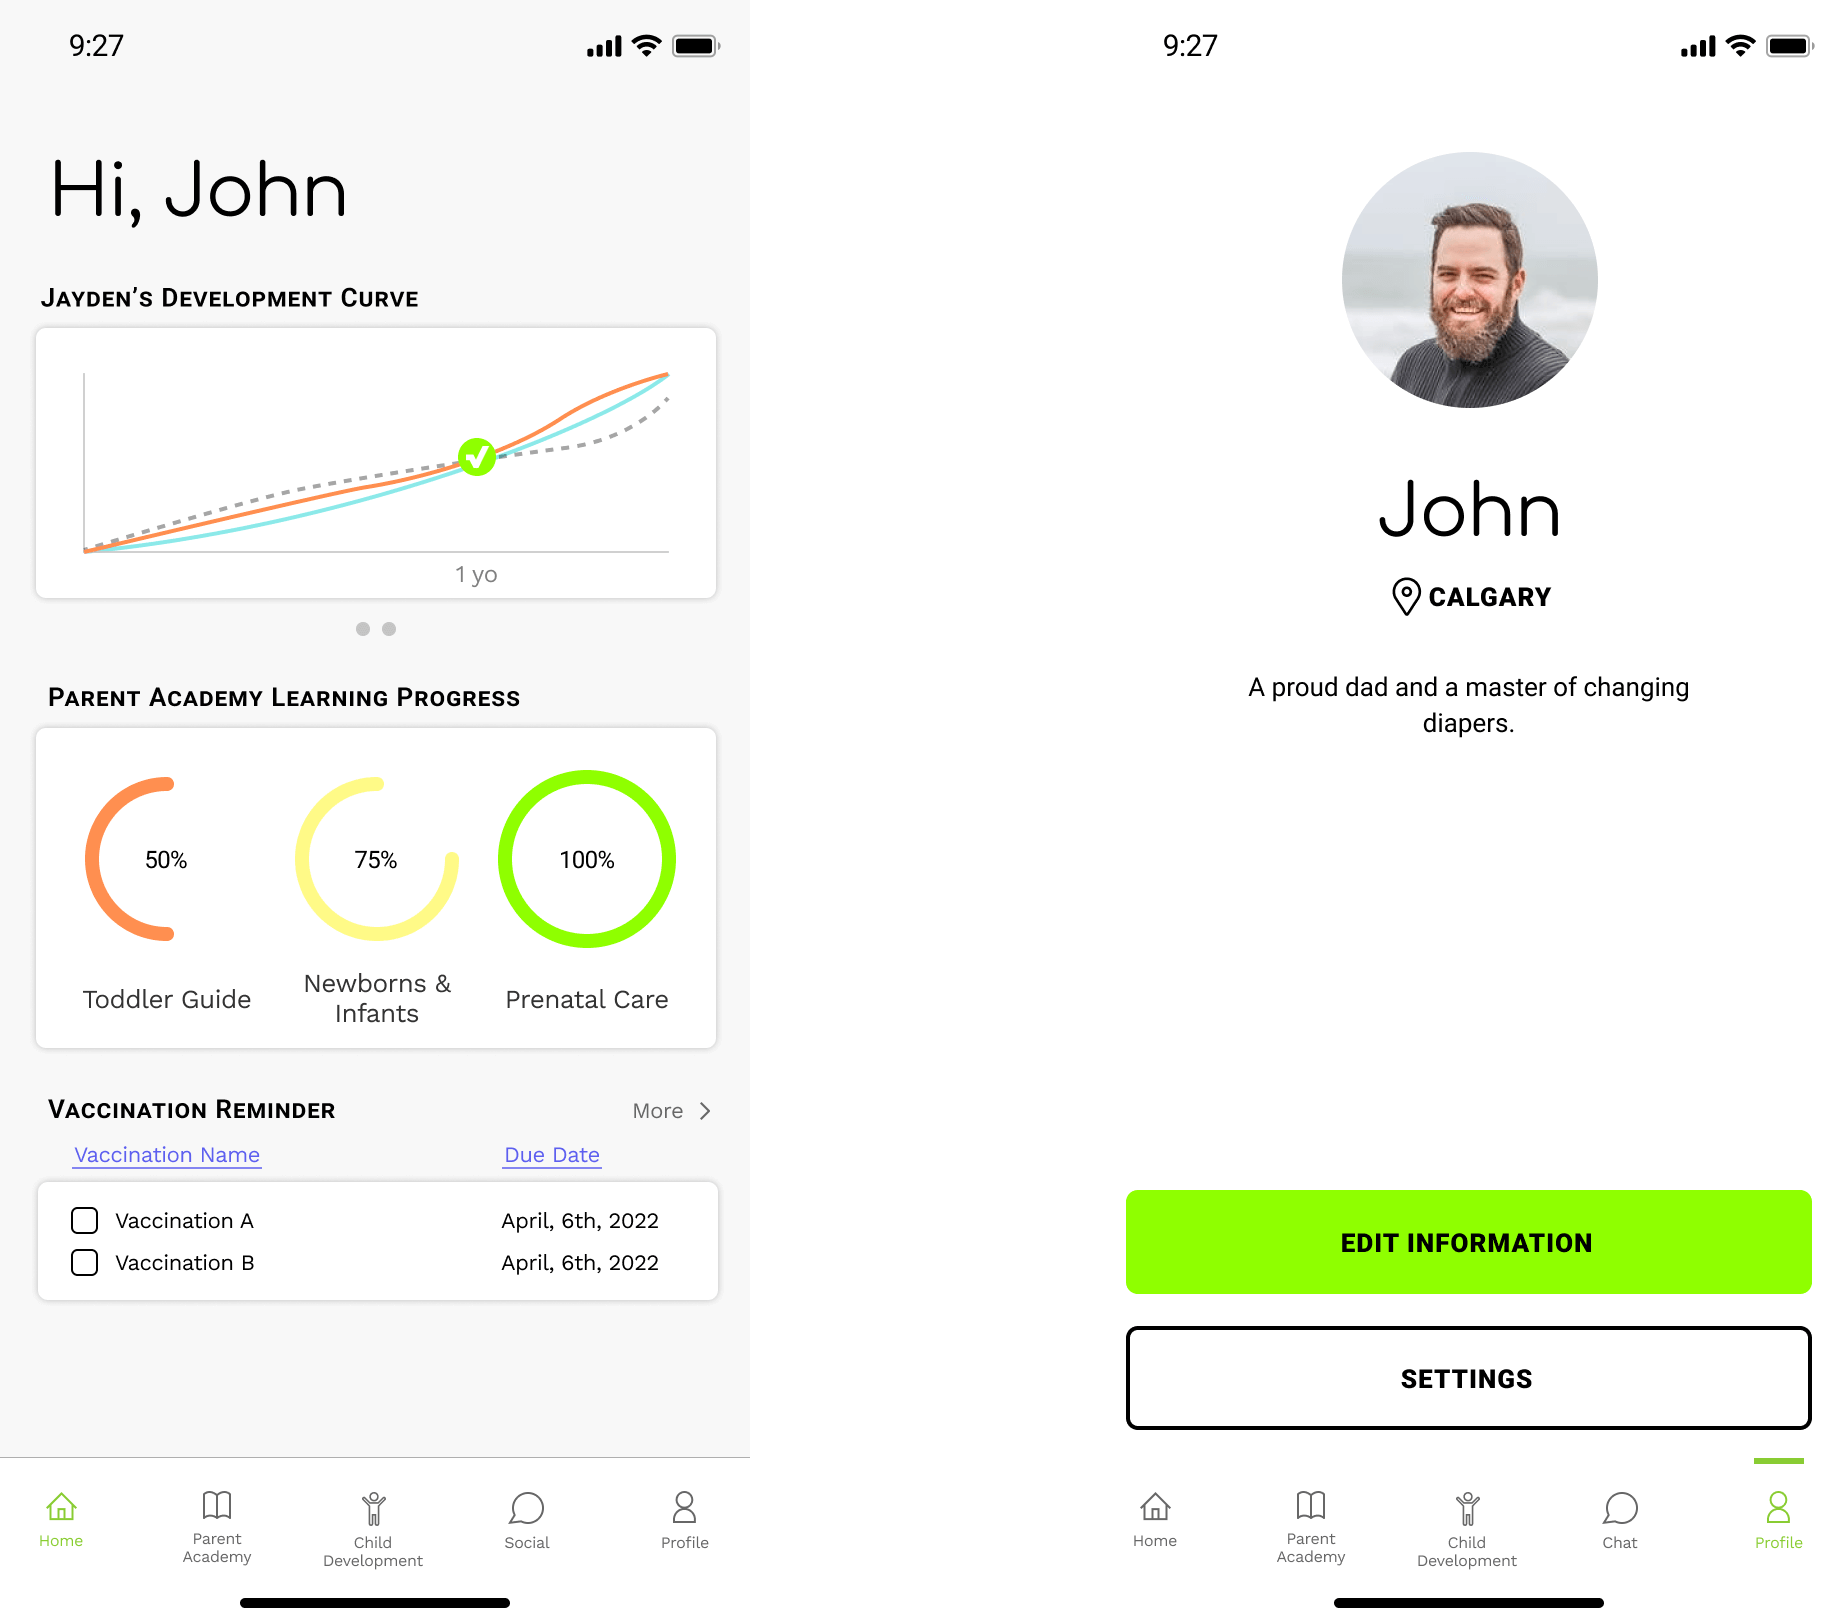 9:27
Hi, John
Jayden’s Development Curve
1 yo
Parent Academy Learning Progress
50%
75%
100%
Toddler Guide
Newborns &
Infants
Prenatal Care
Vaccination Reminder
More
Vaccination Name
Due Date
Vaccination A
April, 6th, 2022
Vaccination B
April, 6th, 2022
Home
Parent
Academy
Child
Development
Social
Profile
9:27
John
CALGARY
A proud dad and a master of changing
diapers.
EDIT INFORMATION
SETTINGS
Home
Parent
Academy
Child
Development
Chat
Profile